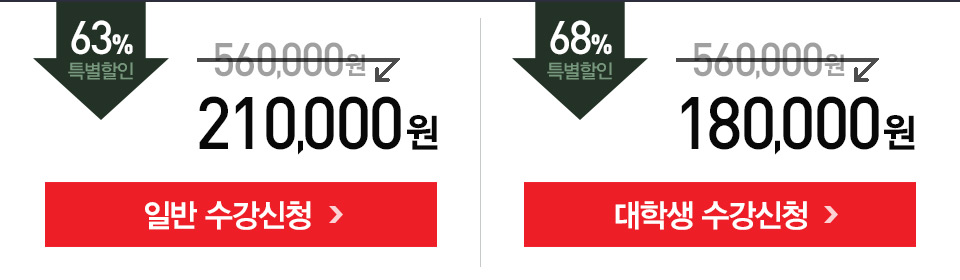 63%
특별할인
560,000원
210,000원
일반 수강신청 >
68%
특별할인
560,000원
180,000원
대학생 수강신청 >